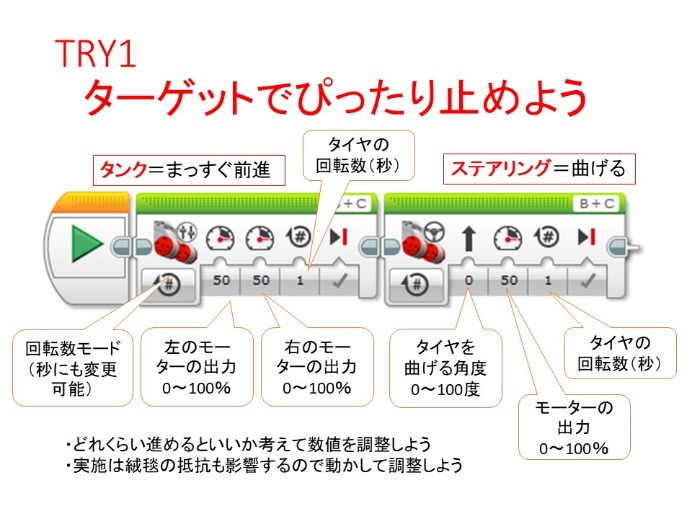 TRY1
ターゲットでぴったり止めよう
タイヤの
回転数(秒)
タンク=まっすぐ前進
ステアリング=曲げる
B+C
B+C
#
#
50
50
1
0
50
1
#
#
回転数モード
(秒にも変更
可能)
左のモー
ターの出力
0~100%
右のモー
ターの出力
0~100%
タイヤを
曲げる角度
0~100度
タイヤの
回転数(秒)
モーターの
出力
0~100%
・どれくらい進めるといいか考えて数値を調整しよう
・実施は絨毯の抵抗も影響するので動かして調整しよう